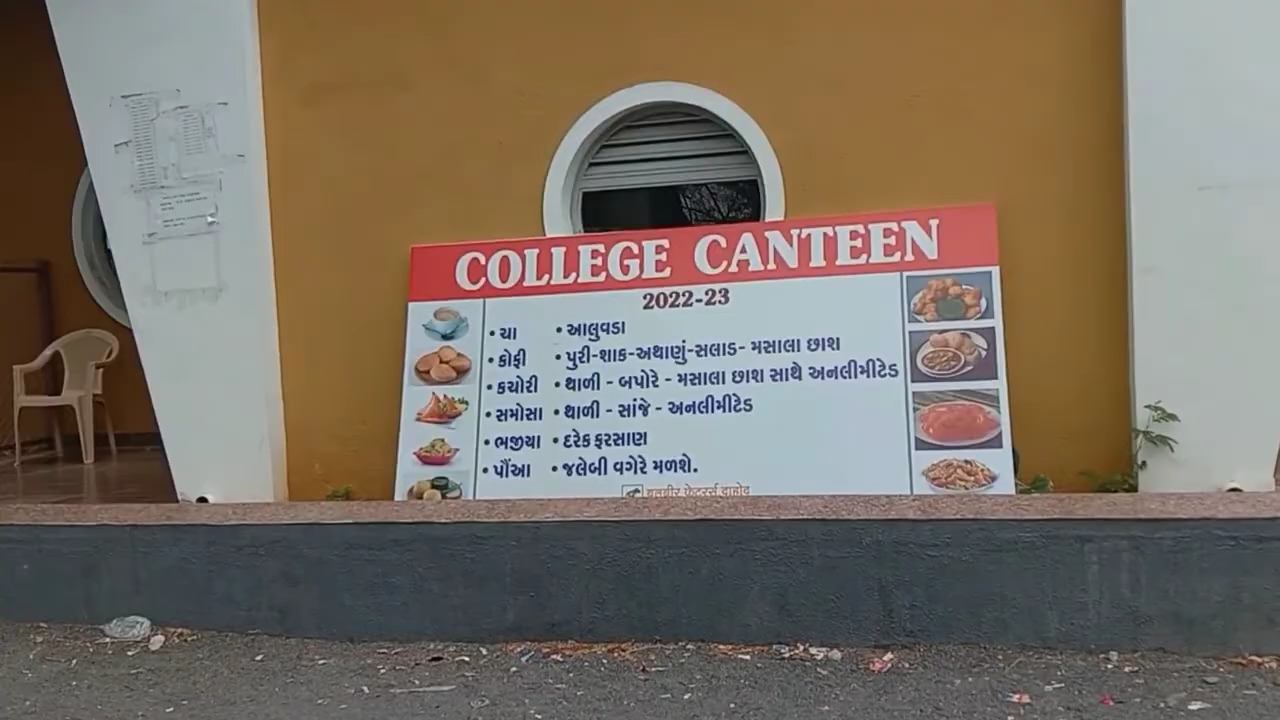 COLLEGE CANTEEN
2022-23
• ચા
• કોફી
• કચોરી
• સમોસા
• ભજીયા
• પૌંઆ
• આલુવડા
• પુરી-શાક-અથાણું-સલાડ- મસાલા છાશ
• થાળી - બપોરે - મસાલા છાશ સાથે અનલીમીટેડ
• થાળી - સાંજે - અનલીમીટેડ
• દરેક ફરસાણ
• જલેબી વગેરે મળશે.